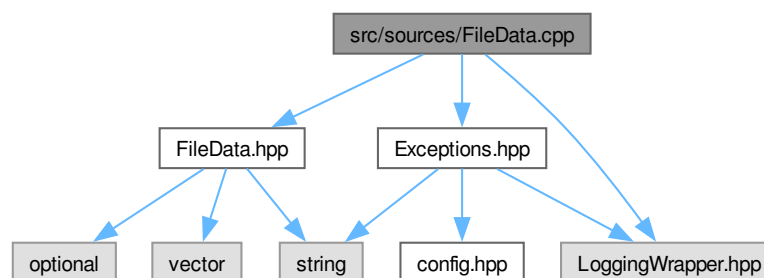 src/sources/FileData.cpp
FileData.hpp
Exceptions.hpp
optional
vector
string
config.hpp
LoggingWrapper.hpp